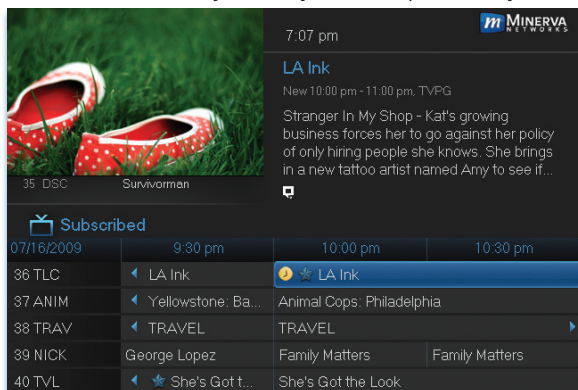 7:07 pm
m MINERVA
NETWORKS
LA Ink
New 10:00 pm - 11:00 pm, TVPG
Stranger In My Shop - Kat's growing
business forces her to go against her policy
of only hiring people she knows. She brings
in a new tattoo artist named Amy to see if...
35 DSC Survivorman
Subscribed
07/16/2009 9:30 pm 10:00 pm 10:30 pm
36 TLC LA Ink LA Ink
37 ANIM Yellowstone: Ba... Animal Cops: Philadelphia
38 TRAV TRAVEL TRAVEL
39 NICK George Lopez Family Matters Family Matters
40 TVL She's Got t... She's Got the Look